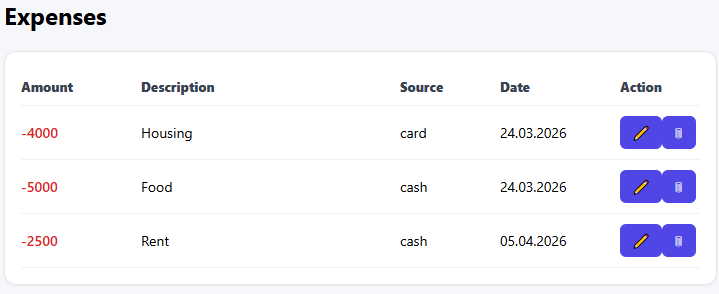 Expenses
Amount Description Source Date Action
-4000 Housing card 24.03.2026
-5000 Food cash 24.03.2026
-2500 Rent cash 05.04.2026